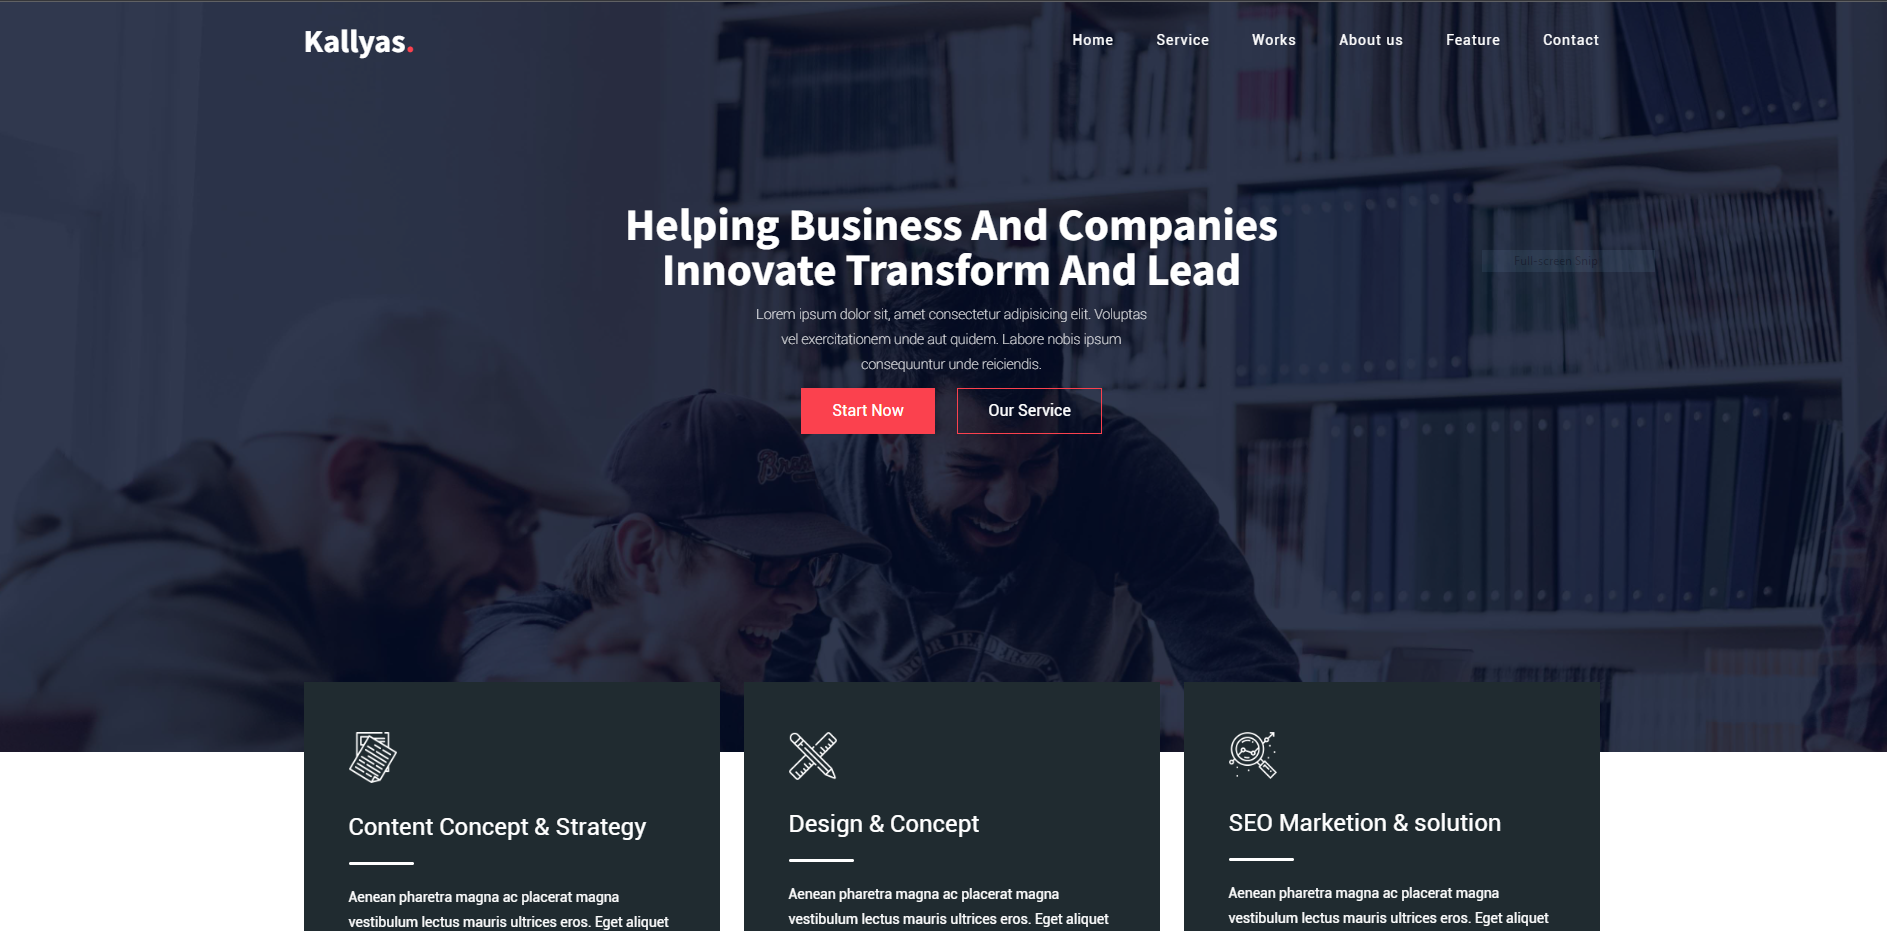 Kallyas.
Home Service Works About us Feature Contact
Helping Business And Companies
Innovate Transform And Lead
Full-screen Snip
Lorem ipsum dolor sit, amet consectetur adipisicing elit. Voluptas
vel exercitationem unde aut quidem. Labore nobis ipsum
consequuntur unde reiciendis.
Start Now
Our Service
Content Concept & Strategy
Aenean pharetra magna ac placerat magna
vestibulum lectus mauris ultrices eros. Eget aliquet
Design & Concept
Aenean pharetra magna ac placerat magna
vestibulum lectus mauris ultrices eros. Eget aliquet
SEO Marketion & solution
Aenean pharetra magna ac placerat magna
vestibulum lectus mauris ultrices eros. Eget aliquet